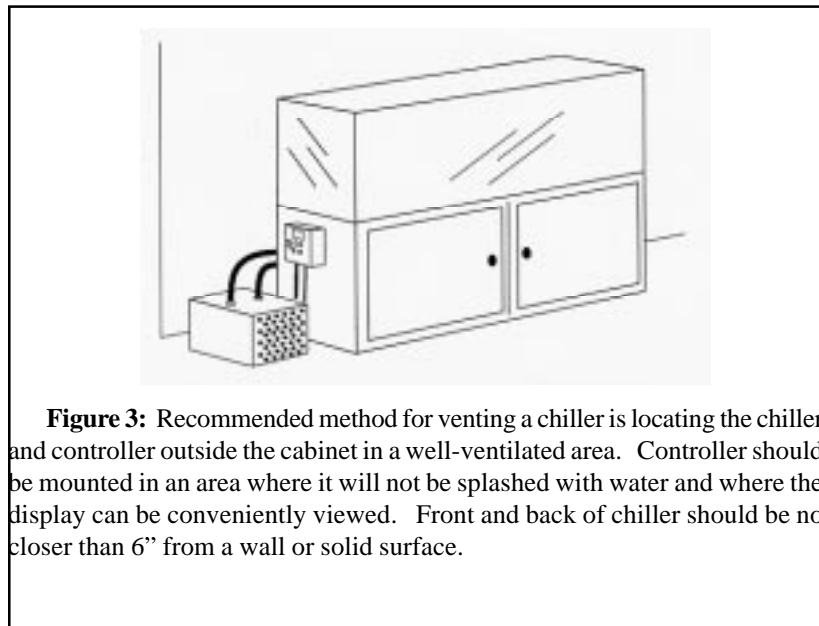 Figure 3: Recommended method for venting a chiller is locating the chiller
and controller outside the cabinet in a well-ventilated area. Controller should
be mounted in an area where it will not be splashed with water and where the
display can be conveniently viewed. Front and back of chiller should be no
closer than 6” from a wall or solid surface.